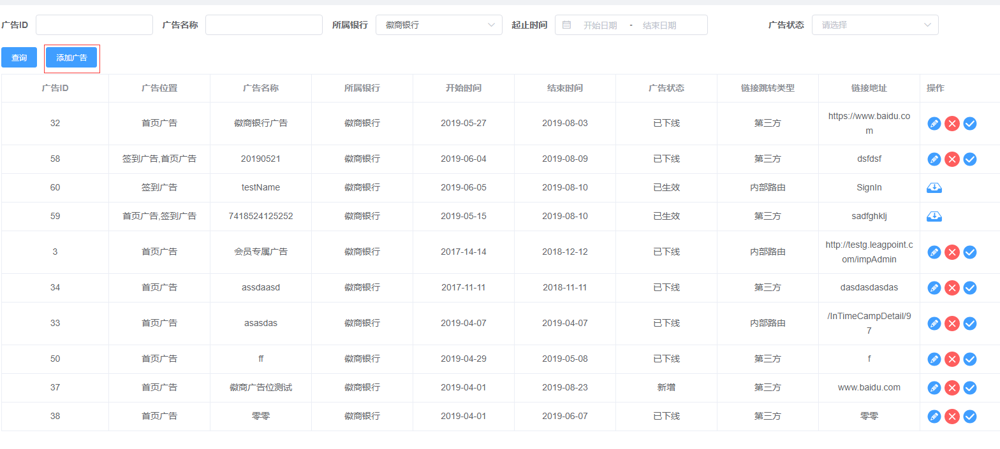 广告ID 广告名称 所属银行 徽商银行 起止时间 开始日期 - 结束日期 广告状态 请选择
查询 添加广告
广告ID 广告位置 广告名称 所属银行 开始时间 结束时间 广告状态 链接跳转类型 链接地址 操作
32 首页广告 徽商银行广告 徽商银行 2019-05-27 2019-08-03 已下线 第三方 https://www.baidu.co
m
58 签到广告,首页广告 20190521 徽商银行 2019-06-04 2019-08-09 已下线 第三方 dsfdsf
60 签到广告 testName 徽商银行 2019-06-05 2019-08-10 已生效 内部路由 SignIn
59 首页广告,签到广告 7418524125252 徽商银行 2019-05-15 2019-08-10 已生效 第三方 sadfghklj
3 首页广告 会员专属广告 徽商银行 2017-14-14 2018-12-12 已下线 内部路由 http://testg.leagpoint.c
om/impAdmin
34 首页广告 assdaasd 徽商银行 2017-11-11 2018-11-11 已下线 第三方 dasdasdasdas
33 首页广告 asasdas 徽商银行 2019-04-07 2019-04-07 已下线 内部路由 /InTimeCampDetail/9
7
50 首页广告 ff 徽商银行 2019-04-29 2019-05-08 已下线 第三方 f
37 首页广告 徽商广告位测试 徽商银行 2019-04-01 2019-08-23 新增 第三方 www.baidu.com
38 首页广告 零零 徽商银行 2019-04-01 2019-06-07 已下线 第三方 零零